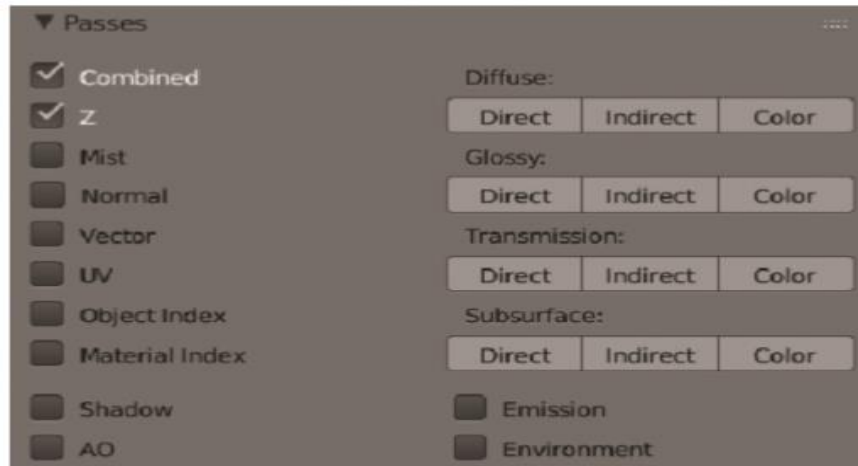 Passes
Combined Diffuse:
Z Direct Indirect Color
Mist Glossy:
Normal Direct Indirect Color
Vector Transmission:
UV Direct Indirect Color
Object Index Subsurface:
Material Index Direct Indirect Color
Shadow Emission
AO Environment